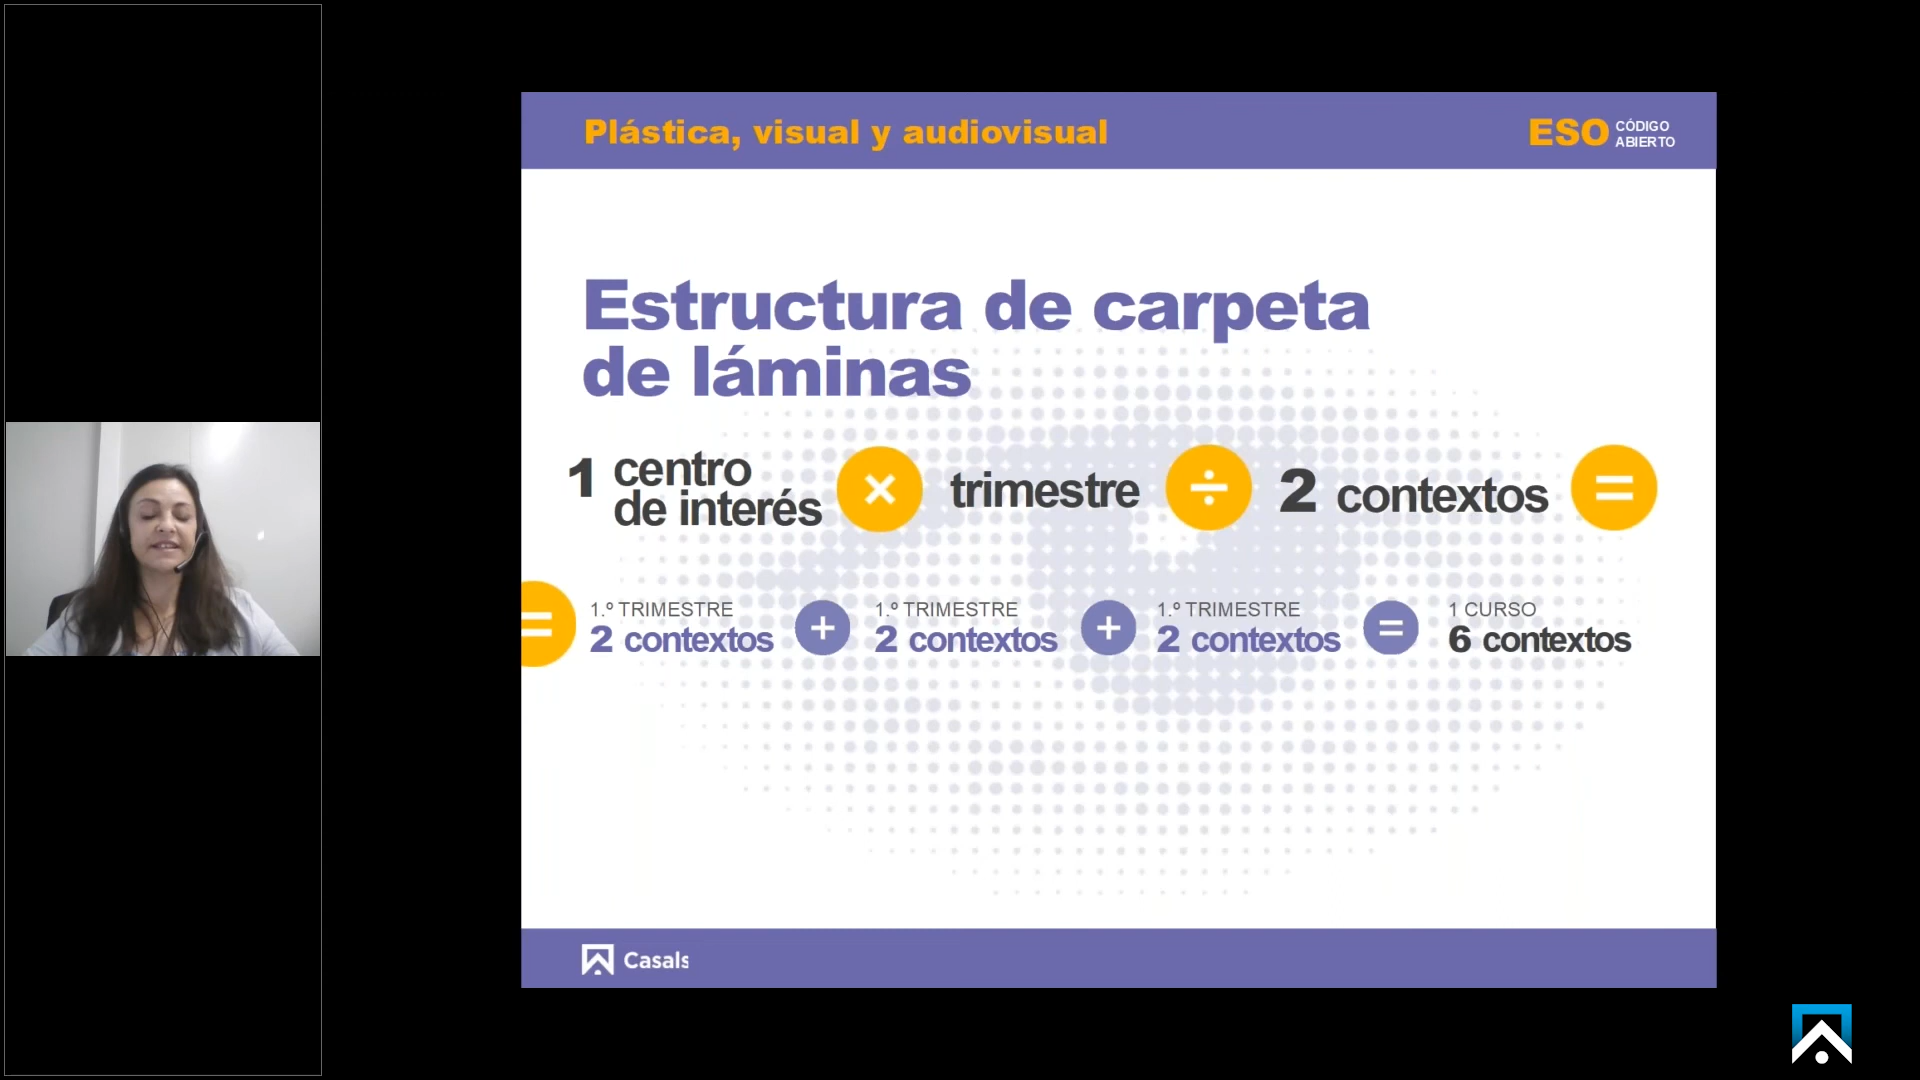 Plástica, visual y audiovisual
ESO CÓDIGO
ABIERTO
Estructura de carpeta
de láminas
1 centro
de interés
×
trimestre
÷
2 contextos
=
=
1.º TRIMESTRE
2 contextos
+
1.º TRIMESTRE
2 contextos
+
1.º TRIMESTRE
2 contextos
=
1 CURSO
6 contextos
Casals